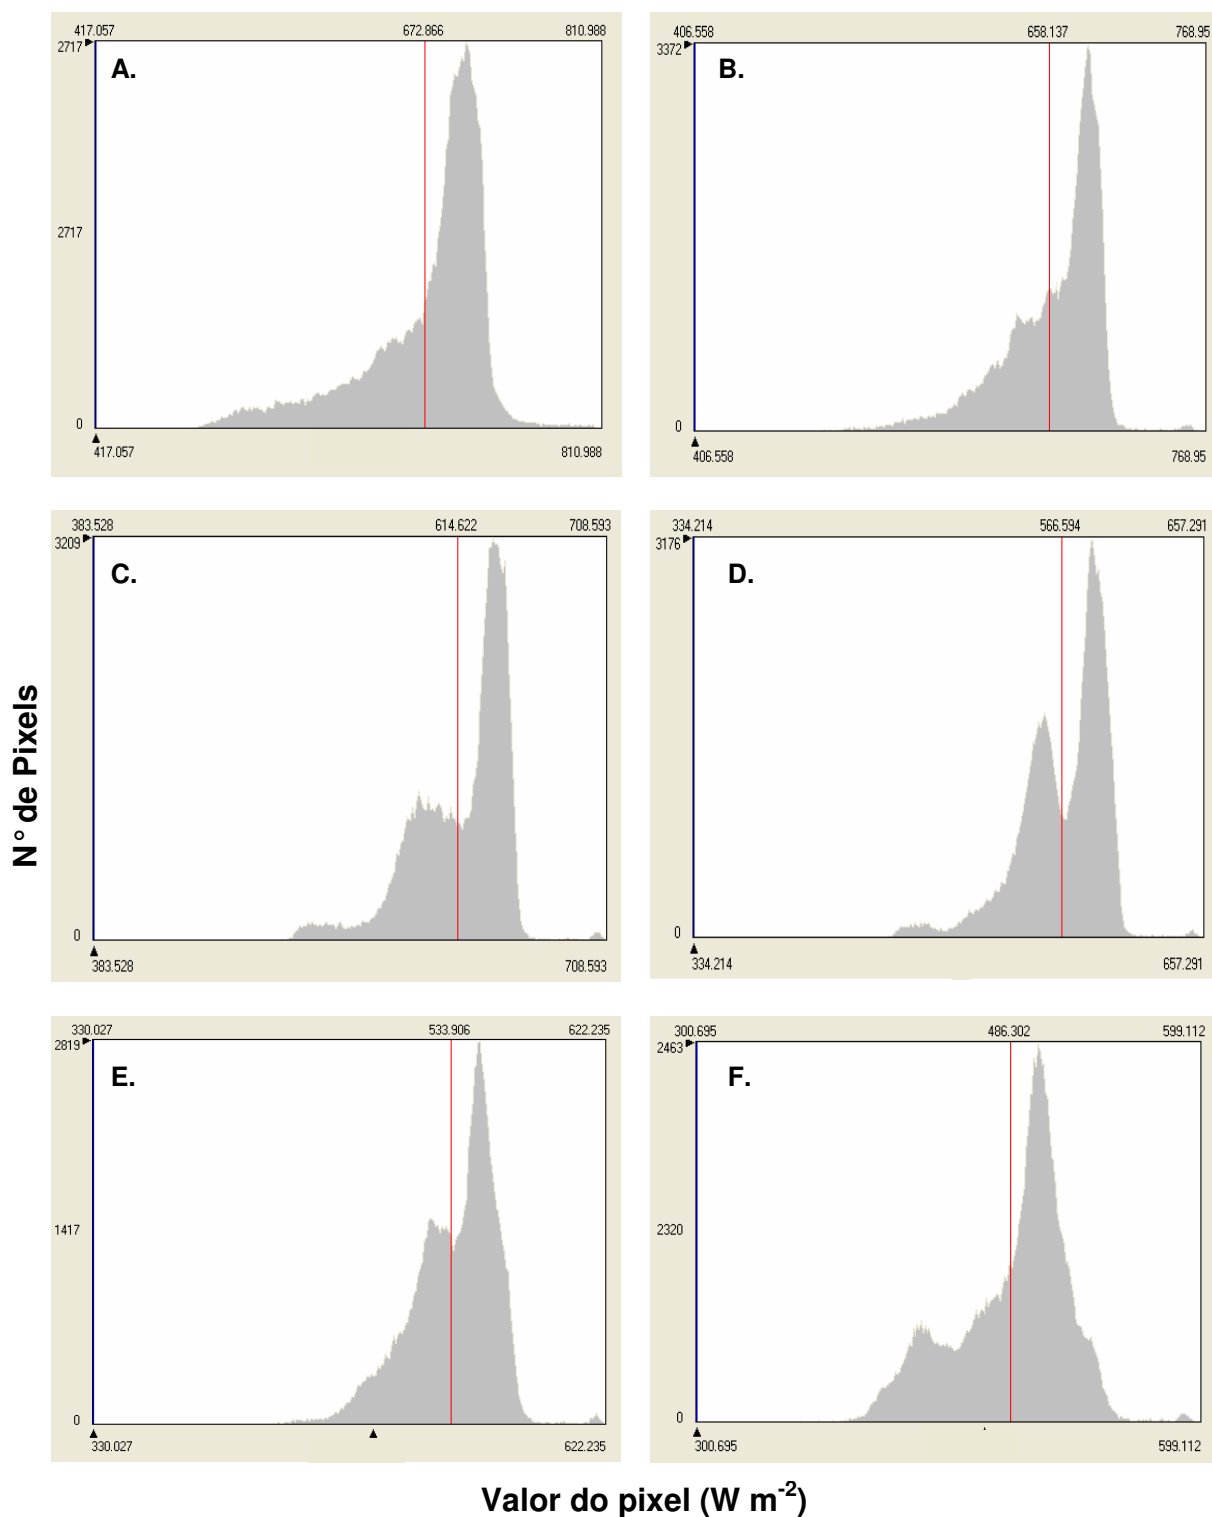 417.057 672.866 810.988
2717
A.
2717
0
417.057 810.988
406.558 658.137 768.95
3372
B.
0
406.558 768.95
383.528 614.622 708.593
3209
C.
0
383.528 708.593
334.214 566.594 657.291
3176
D.
0
334.214 657.291
330.027 533.906 622.235
2819
E.
1417
0
330.027 622.235
300.695 486.302 599.112
2463
F.
2320
0
300.695 599.112
N° de Pixels
Valor do pixel (W m⁻²)